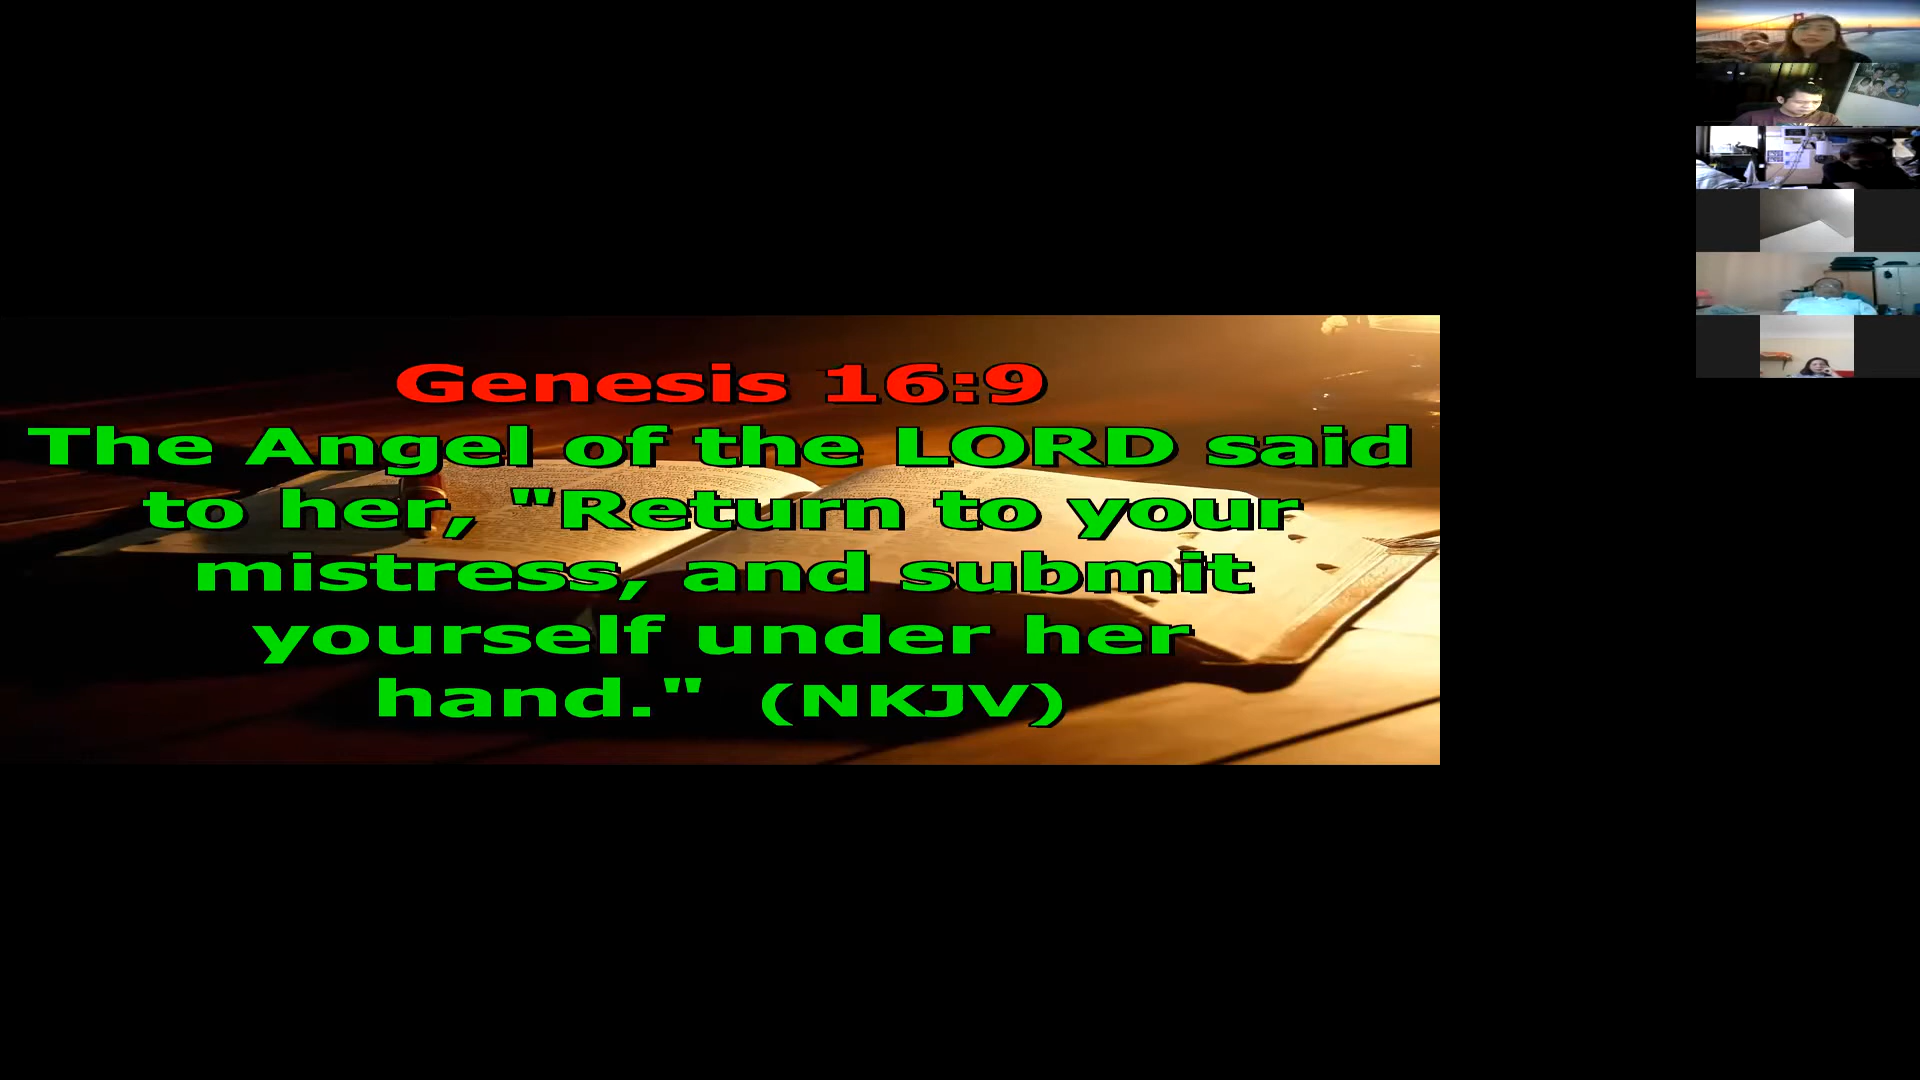 Genesis 16:9
The Angel of the LORD said
to her, "Return to your
mistress, and submit
yourself under her
hand." (NKJV)